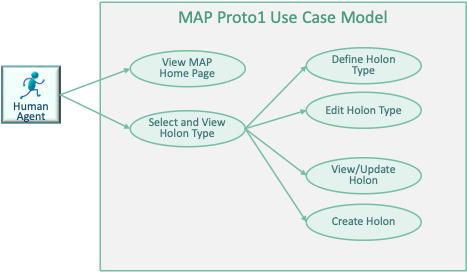 MAP Proto1 Use Case Model
View MAP
Home Page
Define Holon
Type
Human
Agent
Select and View
Holon Type
Edit Holon Type
View/Update
Holon
Create Holon